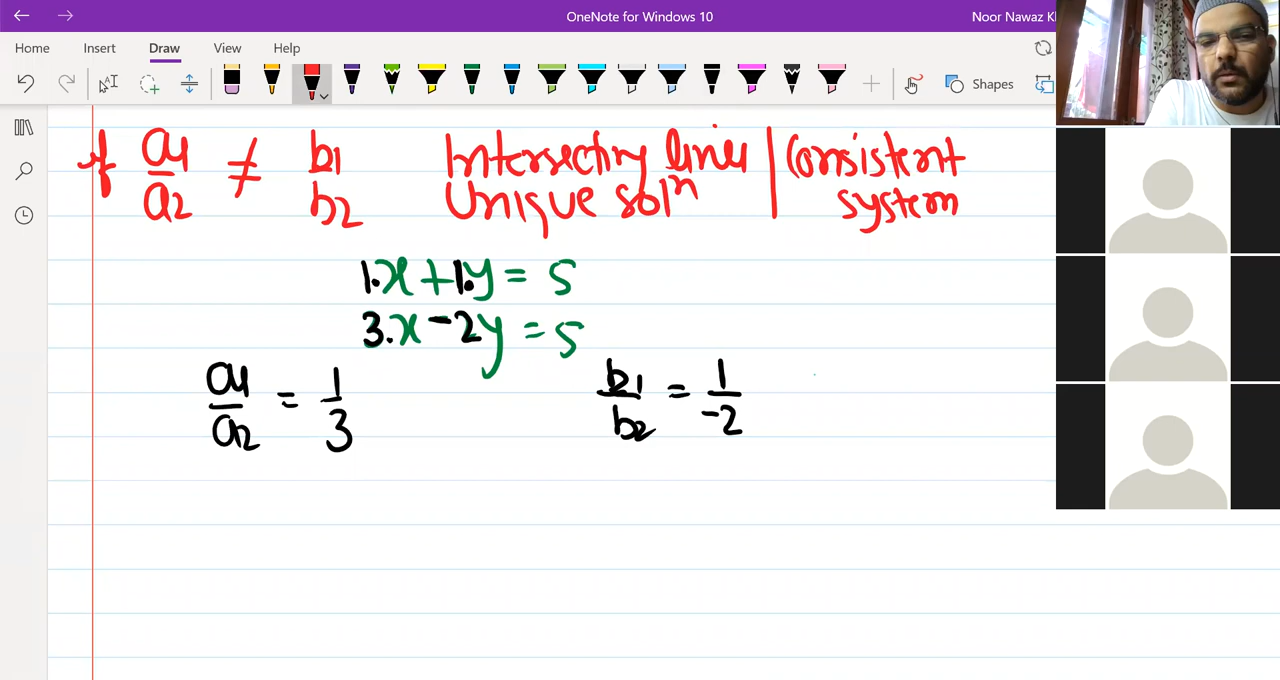 OneNote for Windows 10
Noor Nawaz Kh
Home Insert Draw View Help
Shapes
if a1/a2 ≠ b1/b2 Intersecting lines | Consistent
Unique solⁿ system
1.x + 1.y = 5
3.x - 2y = 5
a1/a2 = 1/3 b1/b2 = 1/-2